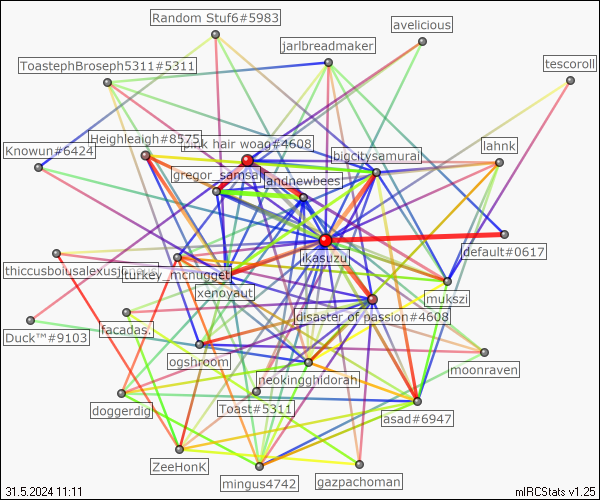 Random Stuf6#5983
avelicious
jarlbreadmaker
ToastephBroseph5311#5311
tescoroll
Heighleaigh#8575
pink hair woag#4608
Knowun#6424
bigcitysamurai
lahnk
gregor_samsa
andnewbees
default#0617
ikasuzu
thiccusboiusalexusj
turkey_mcnugget
xenoyaut
mukszi
disaster of passion#4608
facadas.
Duck™#9103
ogshroom
moonraven
neokingghidorah
doggerdig
Toast#5311
asad#6947
ZeeHonK
mingus4742
gazpachoman
31.5.2024 11:11
mIRCStats v1.25